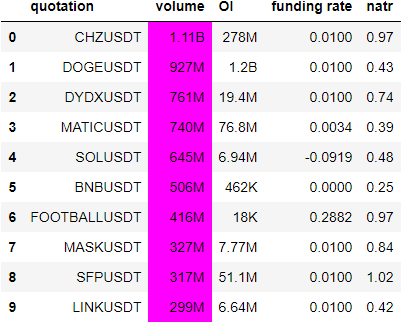 quotation volume OI funding rate natr
0 CHZUSDT 1.11B 278M 0.0100 0.97
1 DOGEUSDT 927M 1.2B 0.0100 0.43
2 DYDXUSDT 761M 19.4M 0.0100 0.74
3 MATICUSDT 740M 76.8M 0.0034 0.39
4 SOLUSDT 645M 6.94M -0.0919 0.48
5 BNBUSDT 506M 462K 0.0000 0.25
6 FOOTBALLUSDT 416M 18K 0.2882 0.97
7 MASKUSDT 327M 7.77M 0.0100 0.84
8 SFPUSDT 317M 51.1M 0.0100 1.02
9 LINKUSDT 299M 6.64M 0.0100 0.42